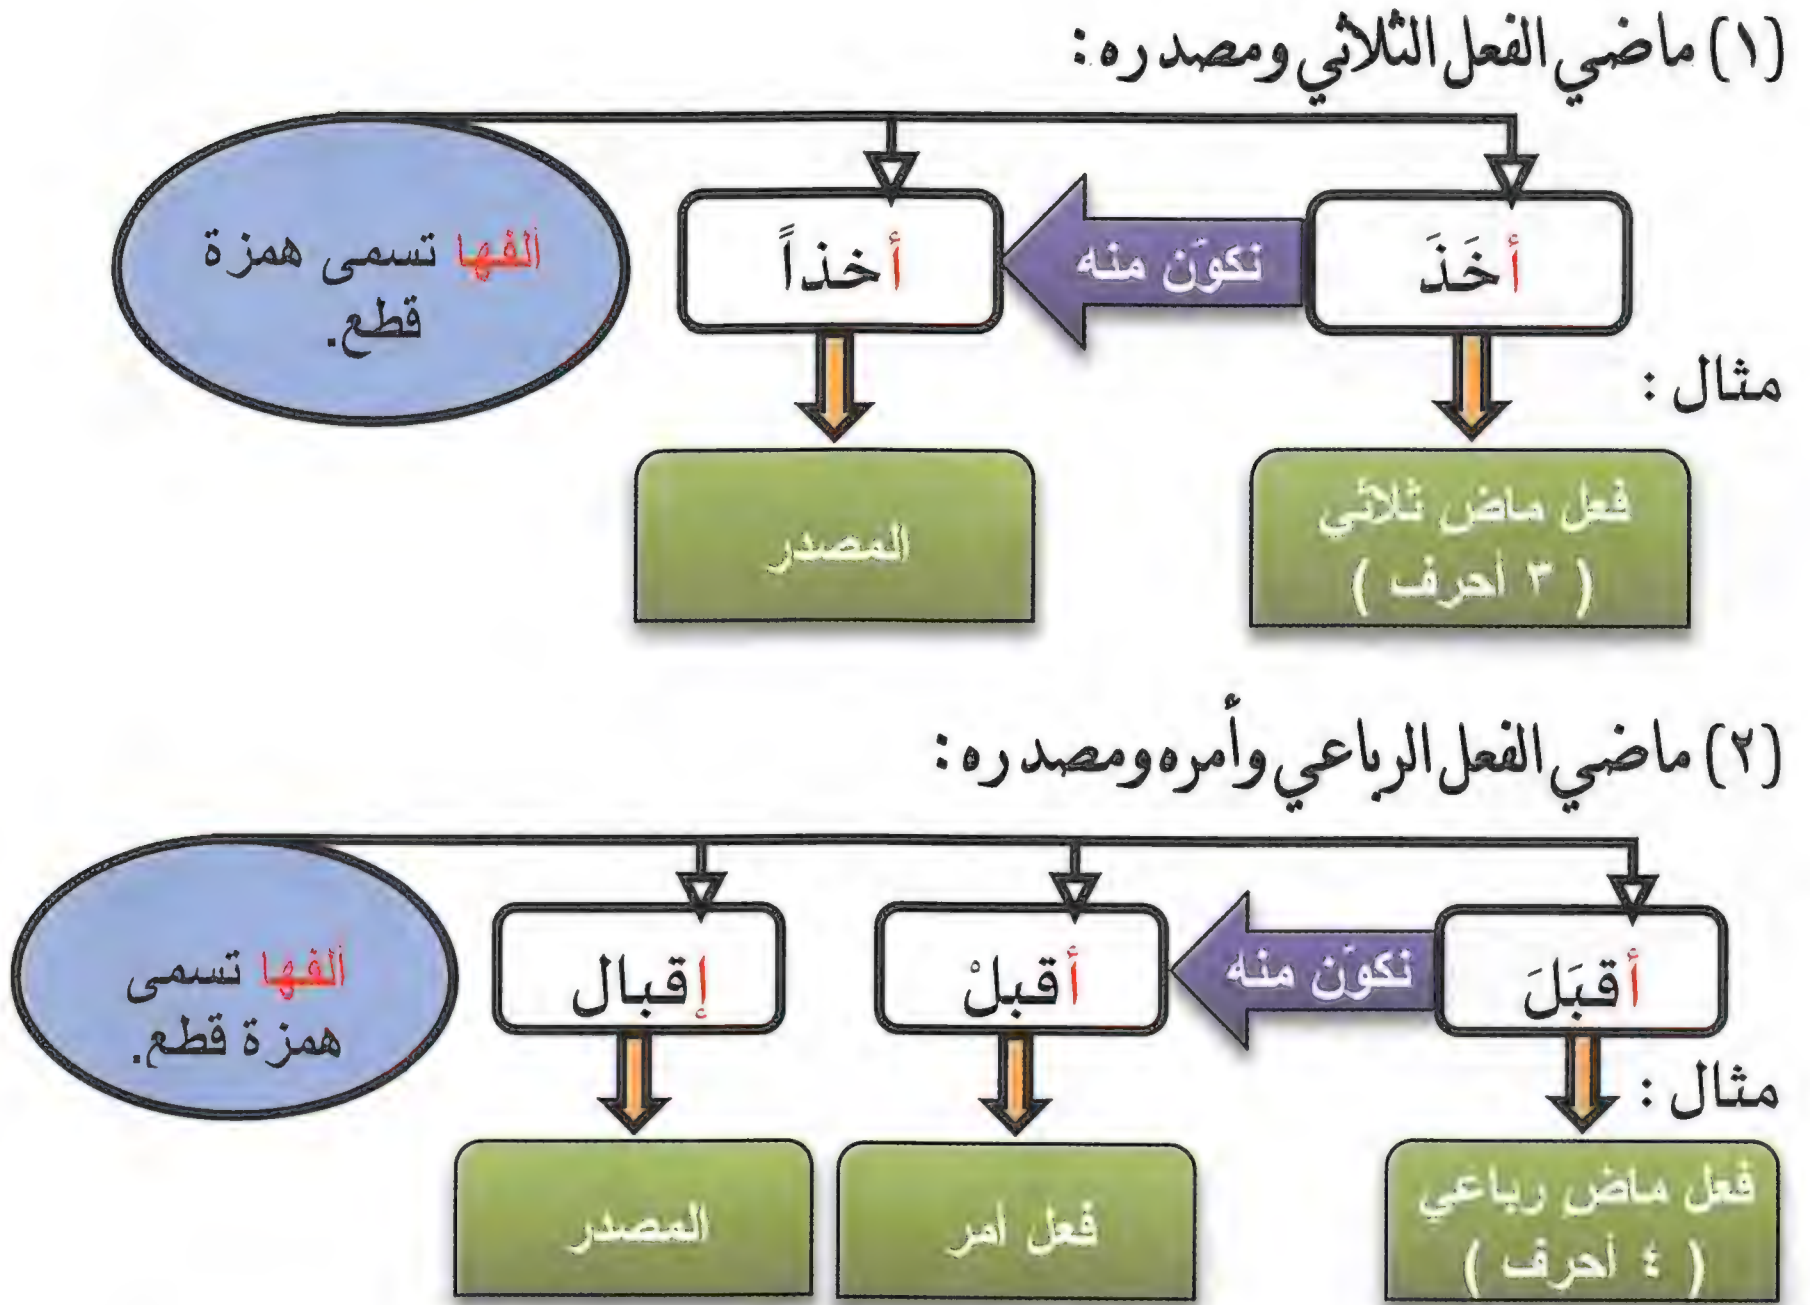 (١) ماضي الفعل الثلاثي ومصدره :
أخَذَ
نكوّن منه
أخذاً
ألفها تسمى همزة
قطع.
مثال :
فعل ماض ثلاثي
( ٣ أحرف )
المصدر
(٢) ماضي الفعل الرباعي وأمره ومصدره :
أقبَلَ
نكوّن منه
أقبلْ
إقبال
ألفها تسمى
همزة قطع.
مثال :
فعل ماض رباعي
( ٤ أحرف )
فعل امر
المصدر